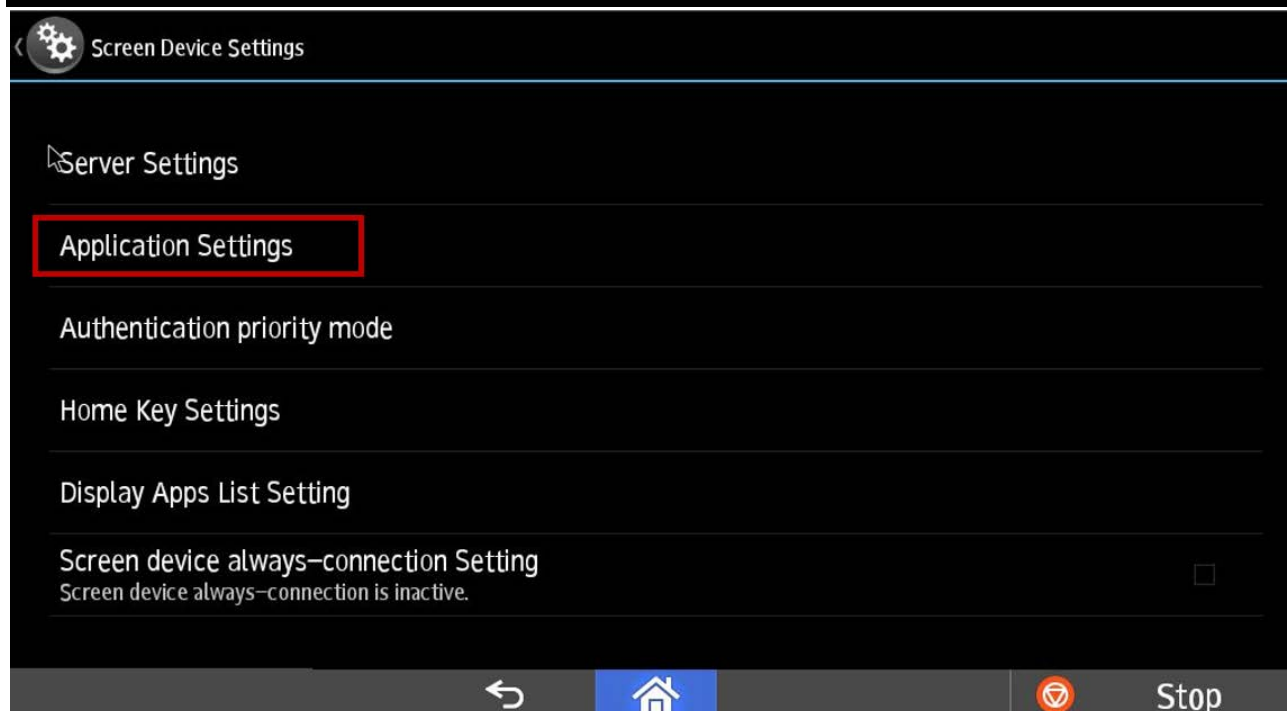 Screen Device Settings
Server Settings
Application Settings
Authentication priority mode
Home Key Settings
Display Apps List Setting
Screen device always-connection Setting
Screen device always-connection is inactive.
Stop